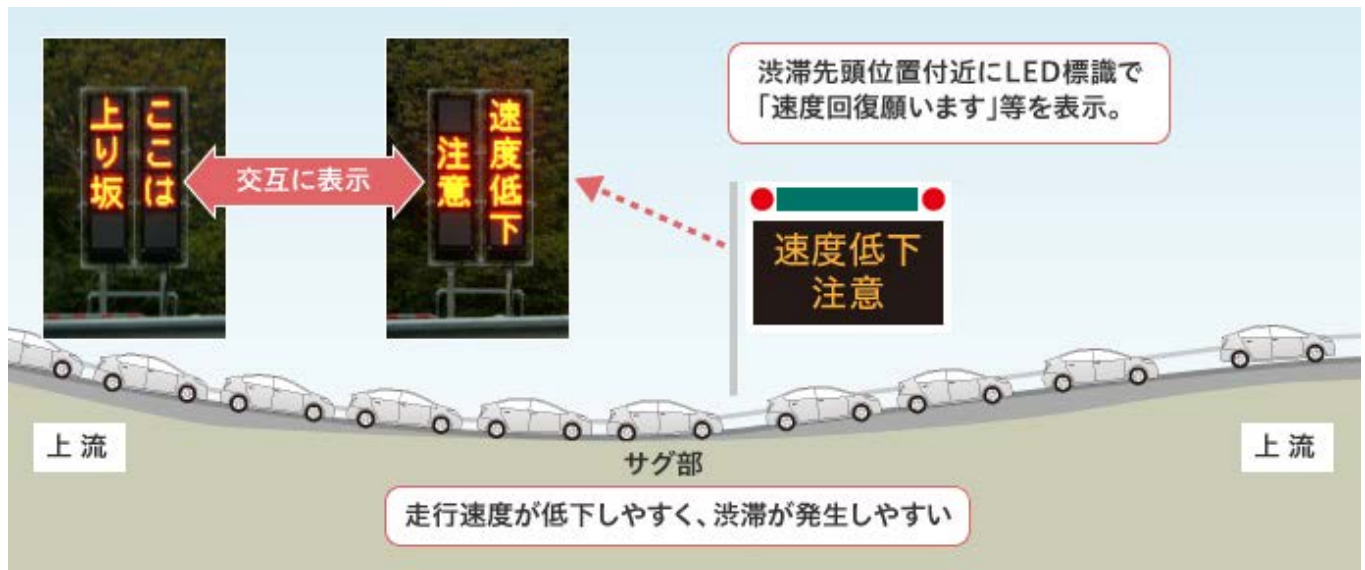 渋滞先頭位置付近にLED標識で
「速度回復願います」等を表示。
ここは
上り坂
交互に表示
速度低下
注意
速度低下
注意
上流
サグ部
上流
走行速度が低下しやすく、渋滞が発生しやすい